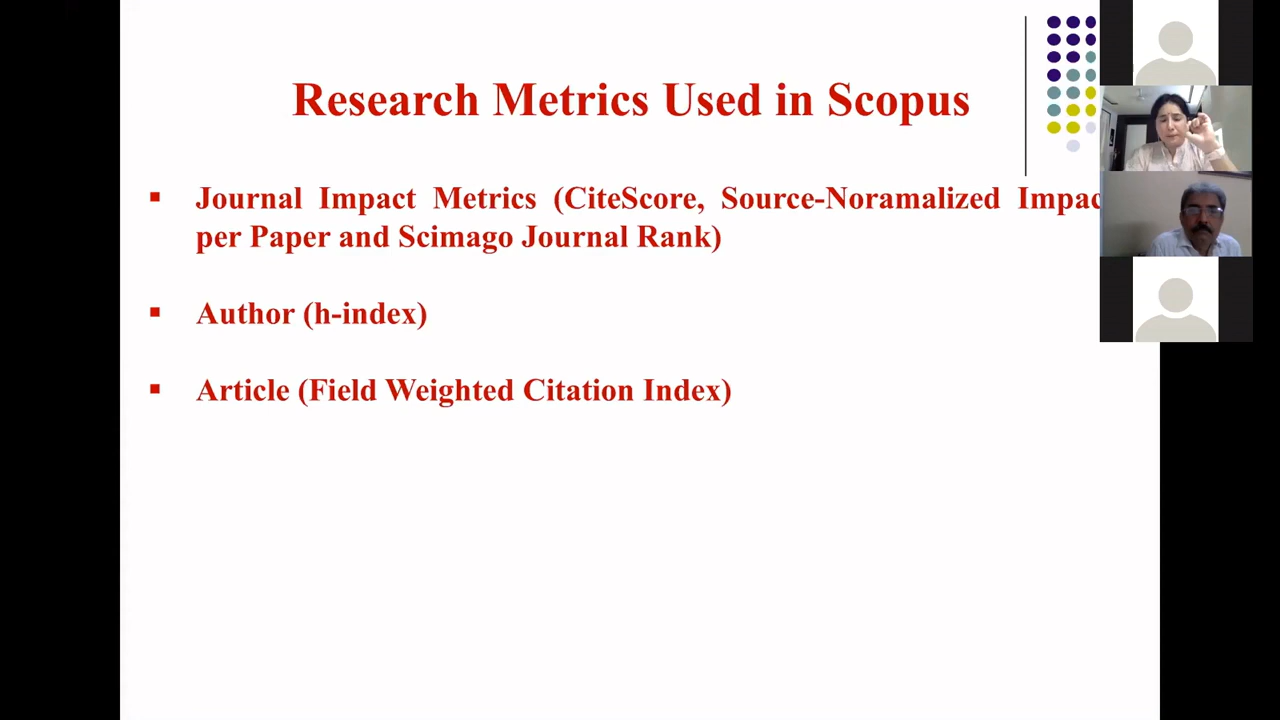 Research Metrics Used in Scopus
▪ Journal Impact Metrics (CiteScore, Source-Noramalized Impac
per Paper and Scimago Journal Rank)
▪ Author (h-index)
▪ Article (Field Weighted Citation Index)